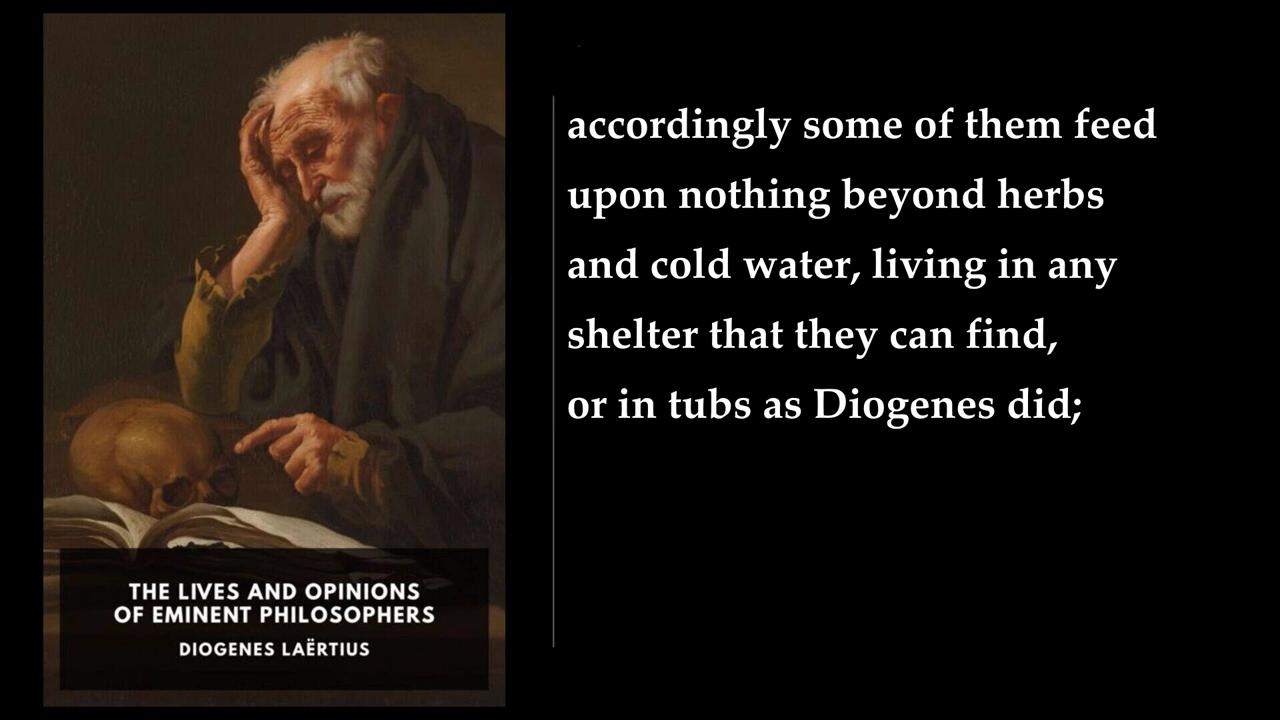 accordingly some of them feed
upon nothing beyond herbs
and cold water, living in any
shelter that they can find,
or in tubs as Diogenes did;
THE LIVES AND OPINIONS
OF EMINENT PHILOSOPHERS
DIOGENES LAËRTIUS